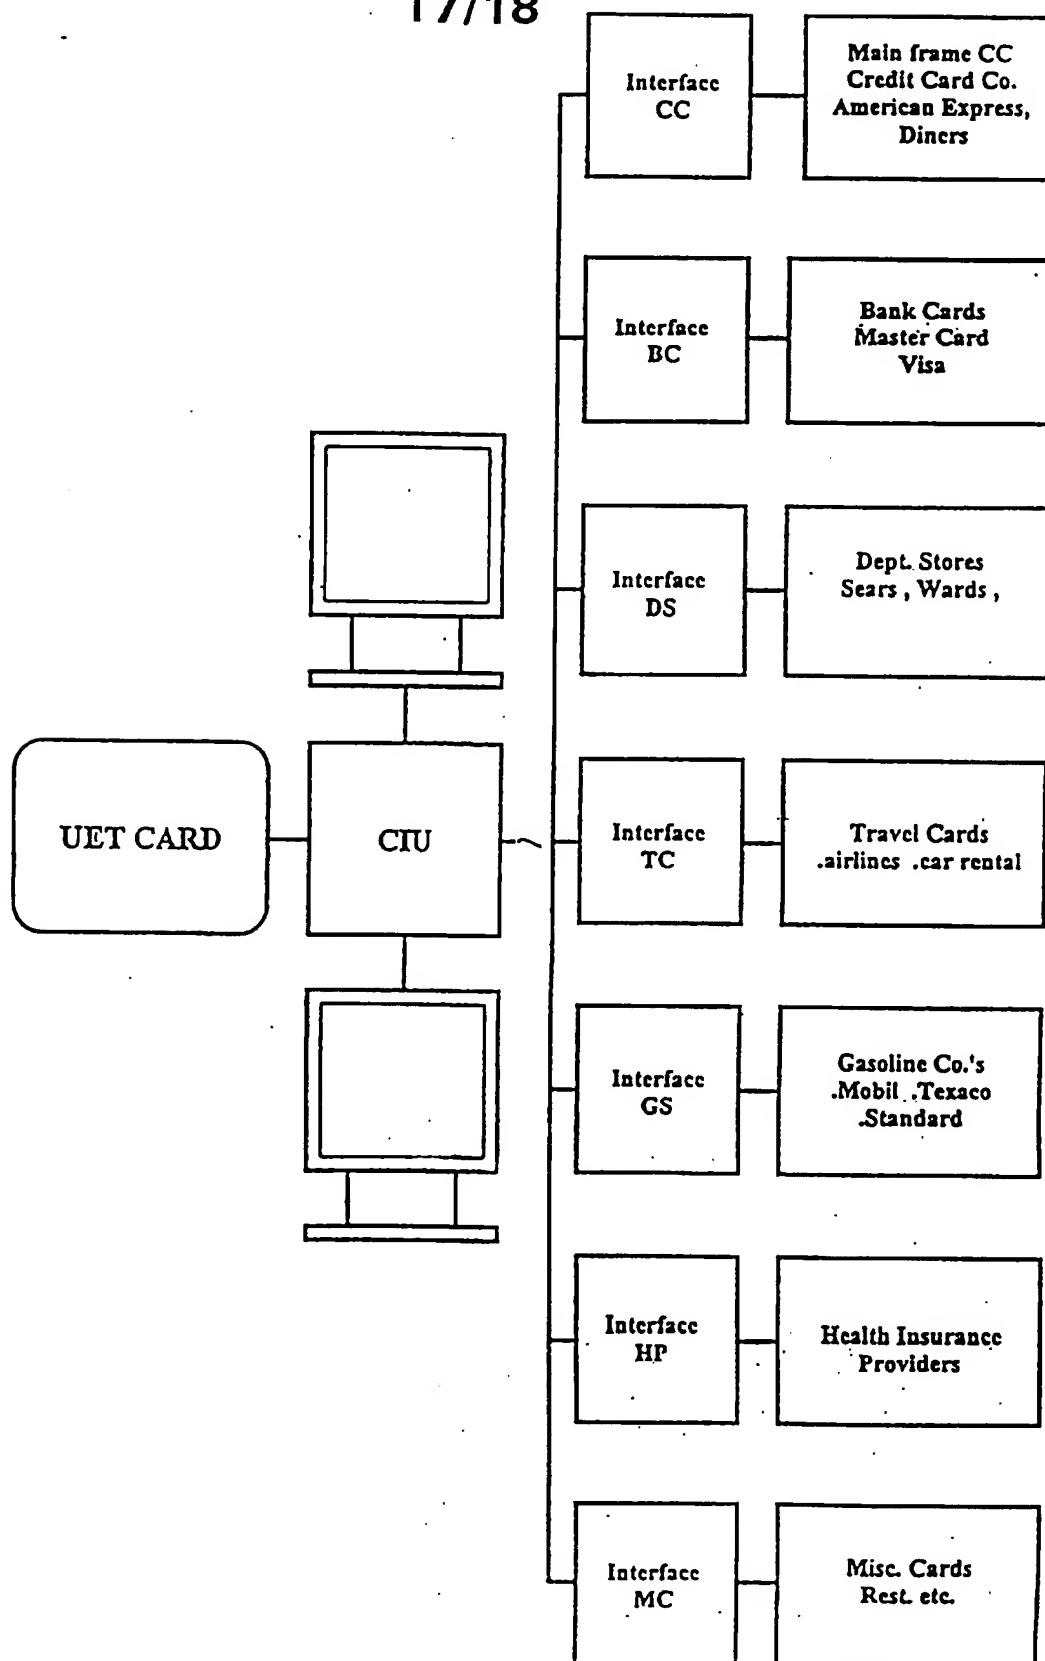 17/18
Interface
CC
Main frame CC
Credit Card Co.
American Express,
Diners
Interface
BC
Bank Cards
Master Card
Visa
Interface
DS
Dept. Stores
Sears , Wards ,
UET CARD
CIU
Interface
TC
Travel Cards
.airlines .car rental
Interface
GS
Gasoline Co.'s
.Mobil .Texaco
.Standard
Interface
HP
Health Insurance
Providers
Interface
MC
Misc. Cards
Rest. etc.